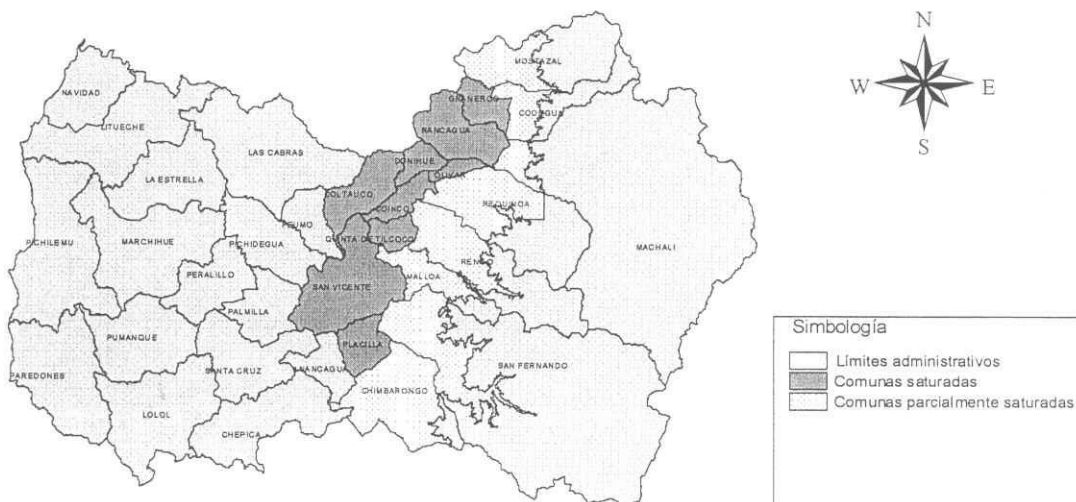 N
W E
S
MOSTAZAL
NAVIDAD
GRANEROS
CODEGUA
LITUECHE
RANCAGUA
LAS CABRAS
DOÑIHUE
OLIVAR
LA ESTRELLA
COLTAUCO
COINCO
REQUINOA
PEUMO
PICHILEMU
MARCHIHUE
PICHIDEGUA
QUINTA DE TILCOCO
MACHALI
RENGO
PERALILLO
MALLOA
SAN VICENTE
PALMILLA
PUMANQUE
PLACILLA
PAREDONES
SANTA CRUZ
NANCAGUA
SAN FERNANDO
CHIMBARONGO
LOLOL
CHEPICA
Simbología
Límites administrativos
Comunas saturadas
Comunas parcialmente saturadas